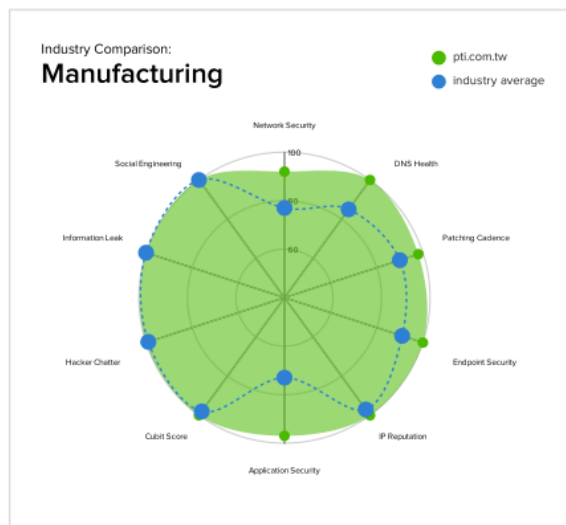 Industry Comparison:
Manufacturing
pti.com.tw
industry average
Network Security
100
Social Engineering
DNS Health
80
Information Leak
Patching Cadence
60
Hacker Chatter
Endpoint Security
Cubit Score
IP Reputation
Application Security